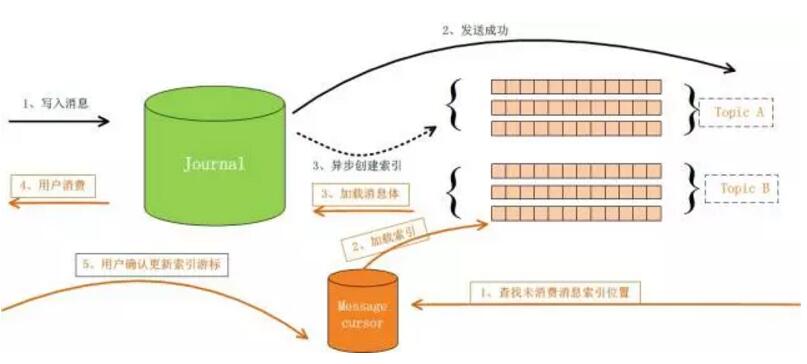 2、发送成功
1、写入消息
Topic A
Journal
3、异步创建索引
4、用户消费
3、加载消息体
Topic B
2、加载索引
5、用户确认更新索引游标
Message
cursor
1、查找未消费消息索引位置